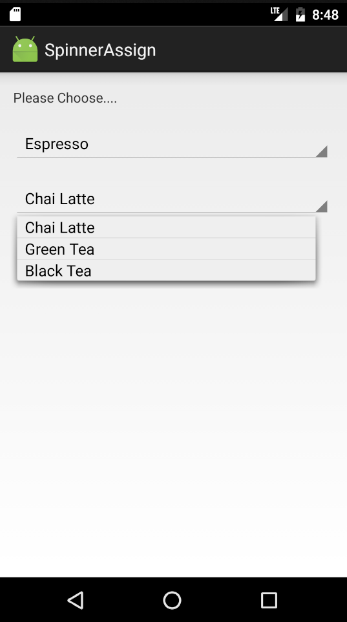 LTE 8:48
SpinnerAssign
Please Choose....
Espresso
Chai Latte
Chai Latte
Green Tea
Black Tea